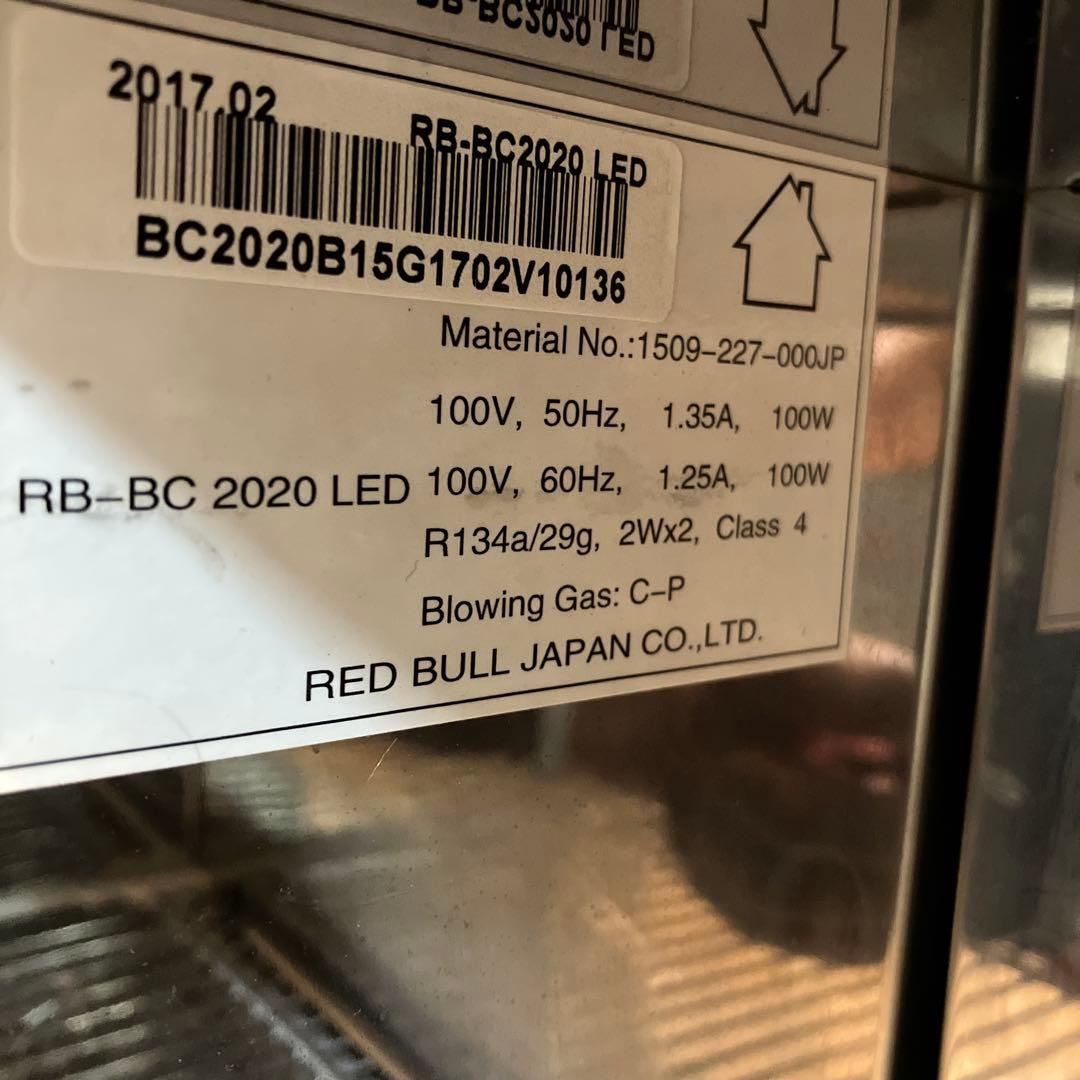 2017.02
RB-BC2020 LED
BC2020B15G1702V10136
Material No.:1509-227-000JP
100V, 50Hz, 1.35A, 100W
RB-BC 2020 LED 100V, 60Hz, 1.25A, 100W
R134a/29g, 2Wx2, Class 4
Blowing Gas: C-P
RED BULL JAPAN CO.,LTD.